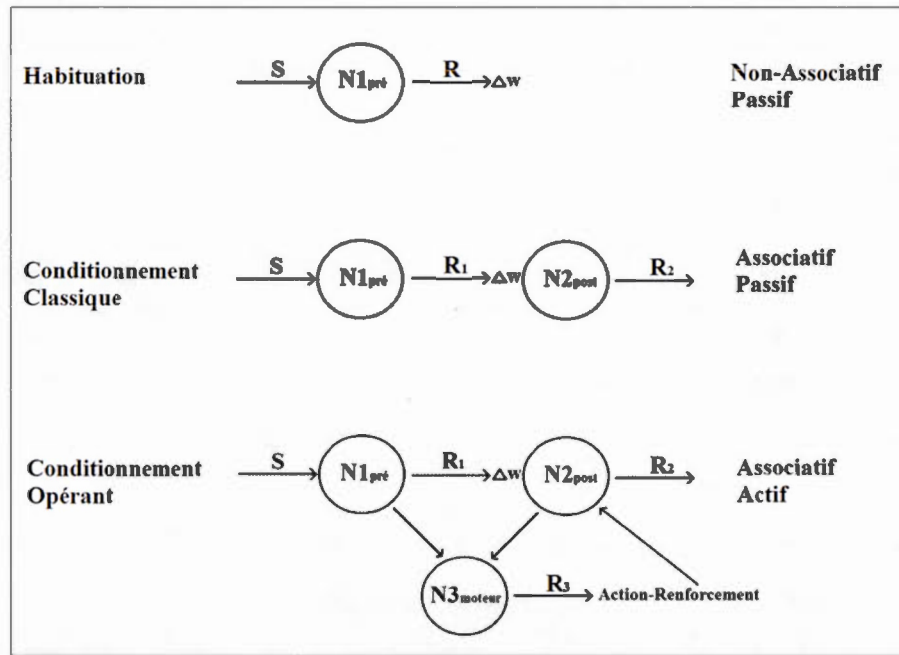 Habituation
S
N1pré
R
△w
Non-Associatif
Passif
Conditionnement
Classique
S
N1pré
R1
△w
N2post
R2
Associatif
Passif
Conditionnement
Opérant
S
N1pré
R1
△w
N2post
R2
Associatif
Actif
N3moteur
R3
Action-Renforcement